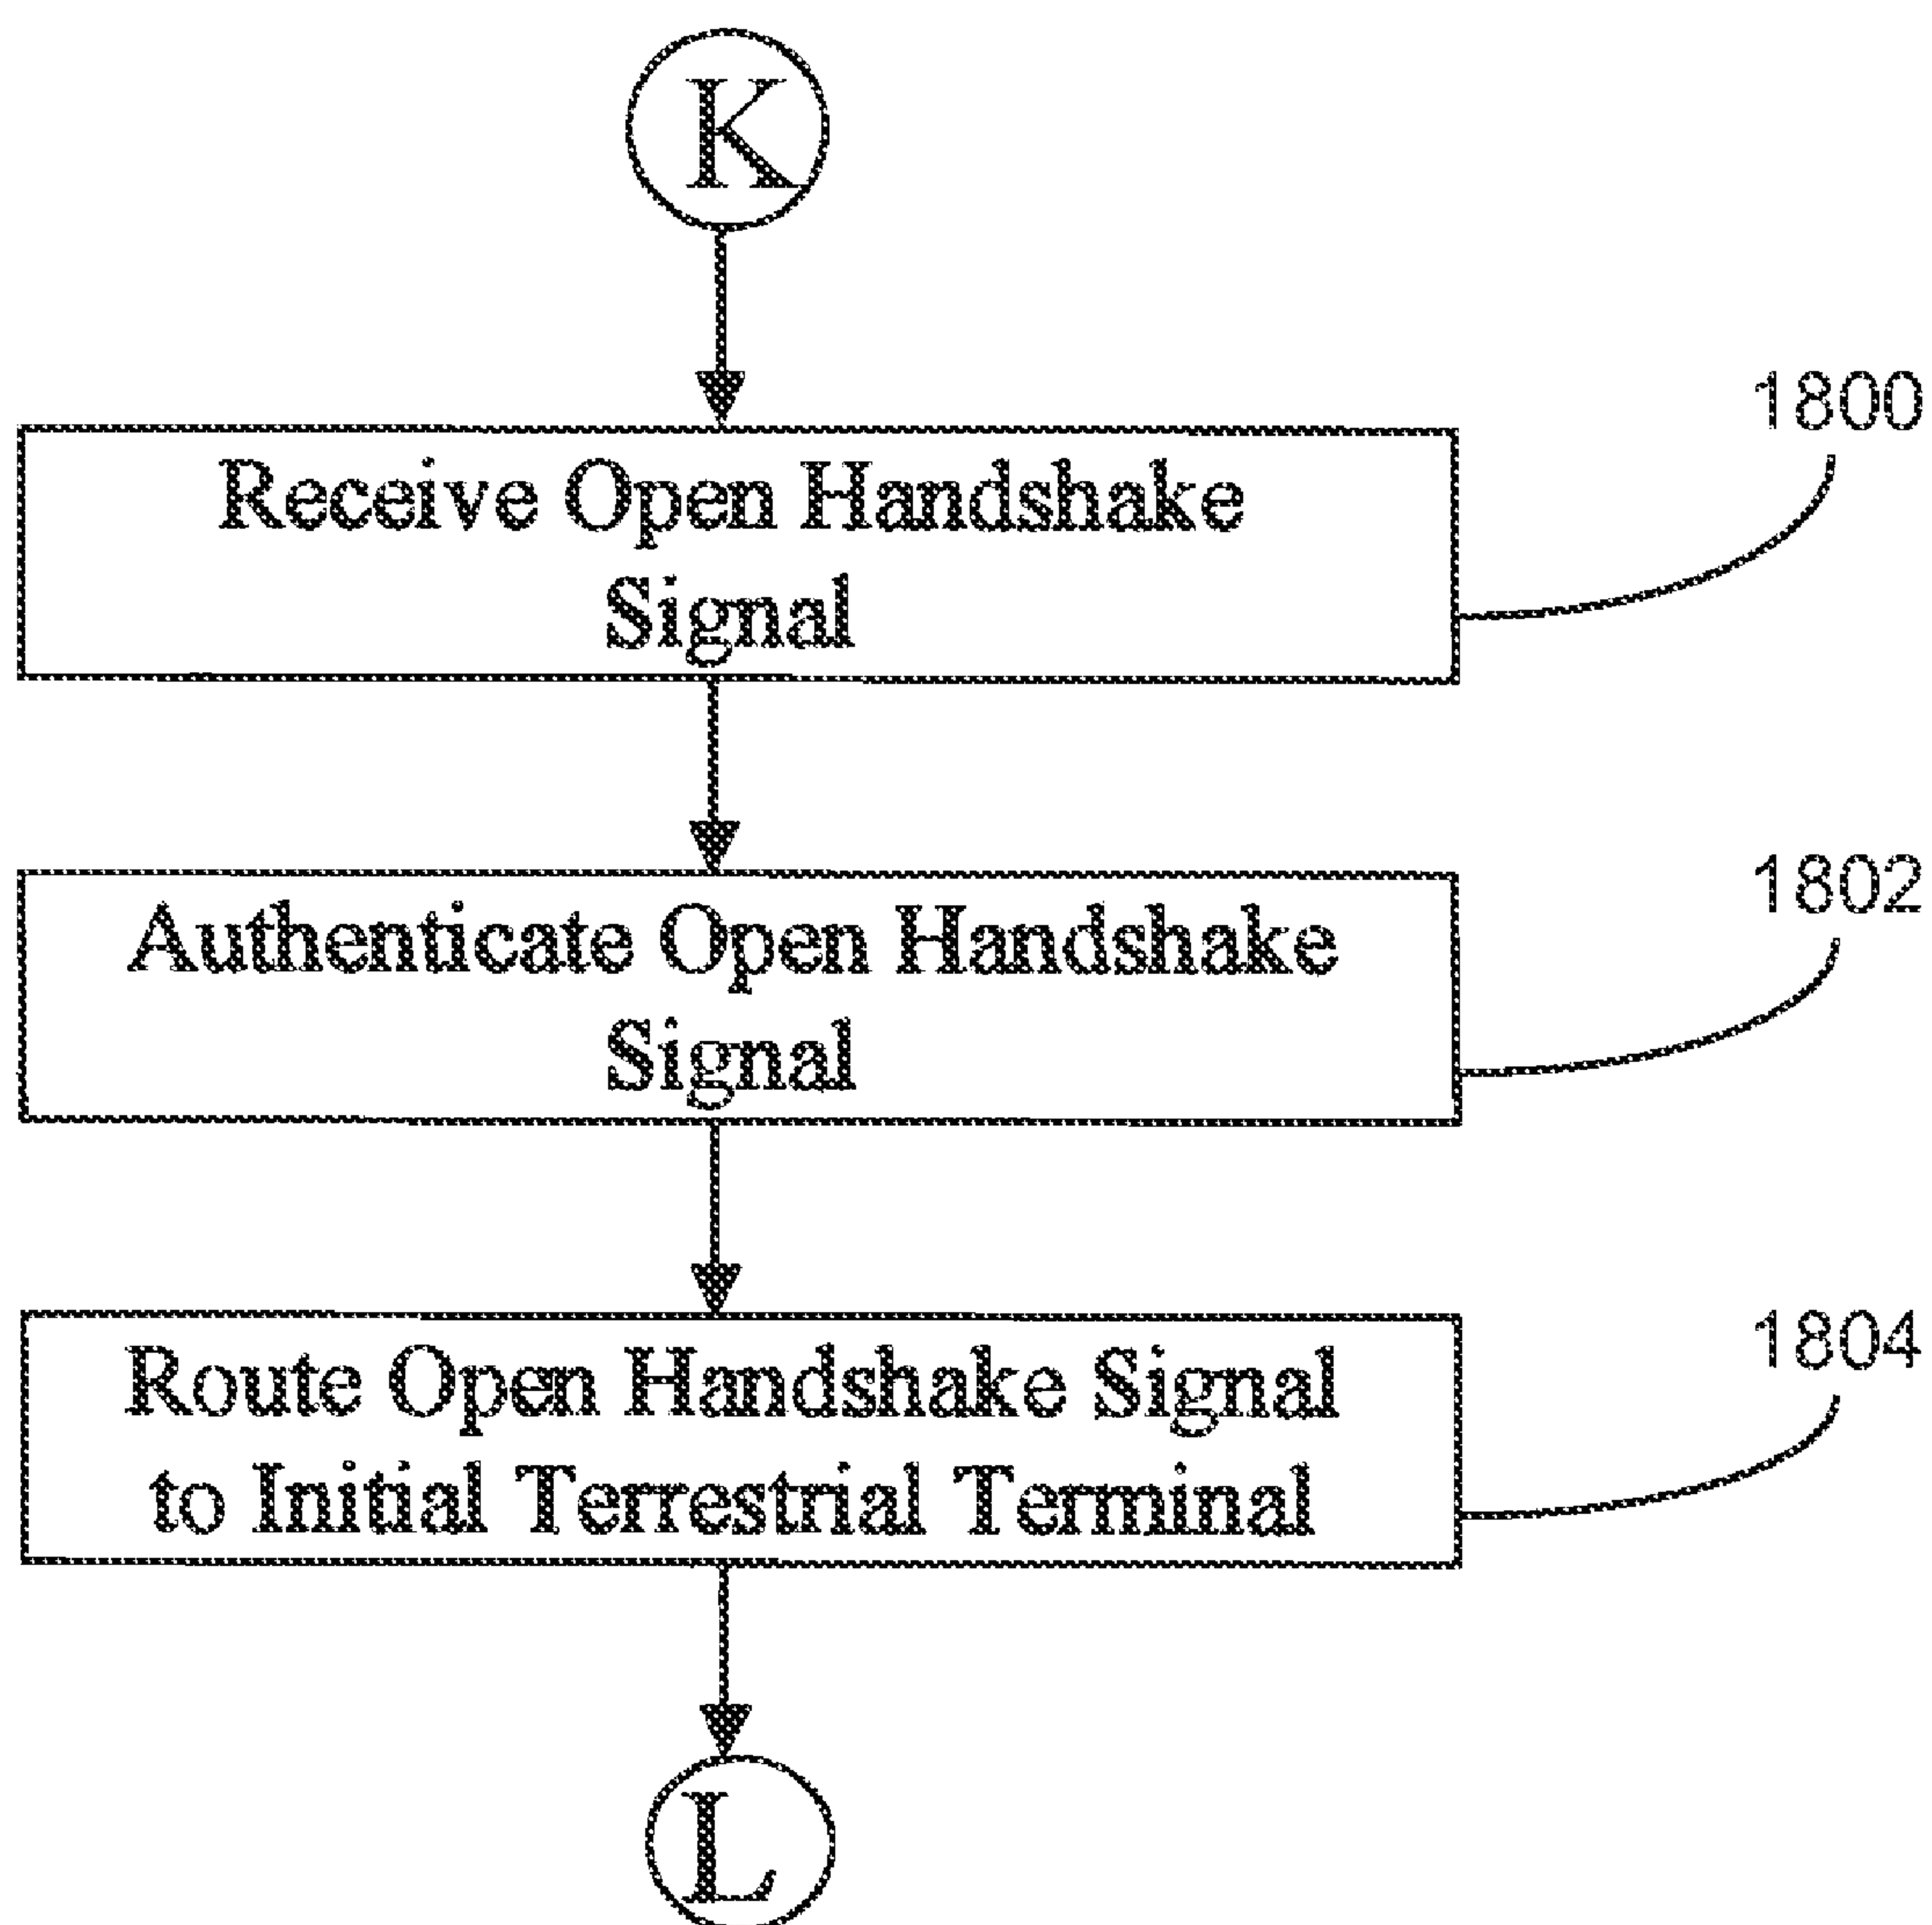 K
1800
Receive Open Handshake
Signal
1802
Authenticate Open Handshake
Signal
1804
Route Open Handshake Signal
to Initial Terrestrial Terminal
L